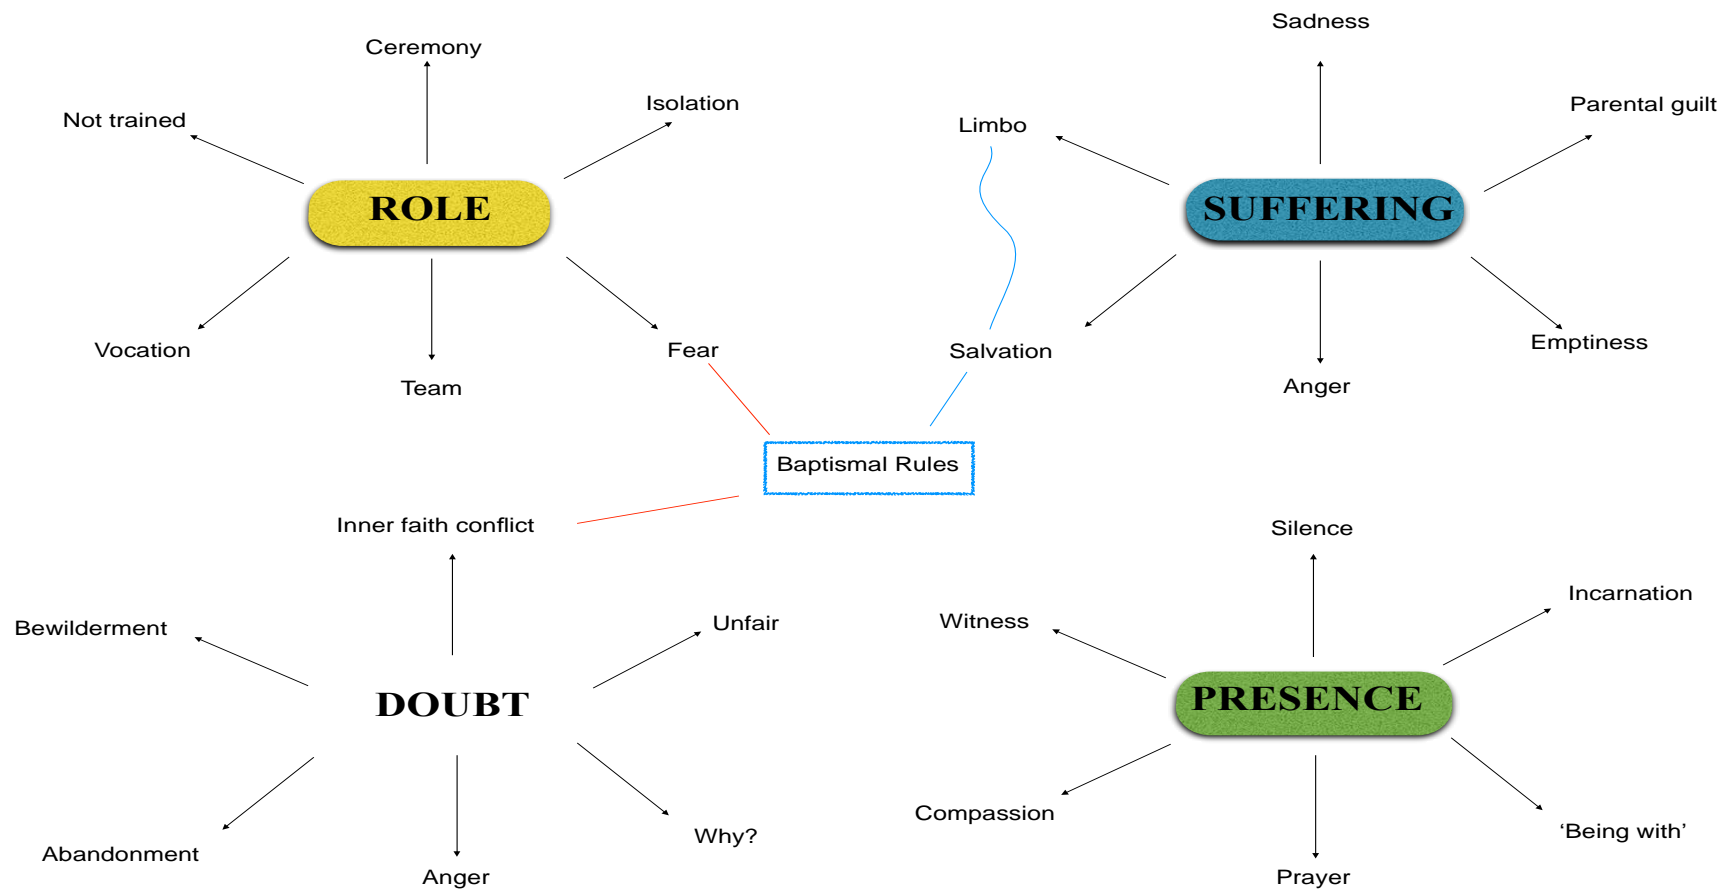 Ceremony
Isolation
Not trained
ROLE
Vocation
Team
Fear
Sadness
Limbo
Parental guilt
SUFFERING
Salvation
Anger
Emptiness
Baptismal Rules
Inner faith conflict
Bewilderment
Unfair
DOUBT
Abandonment
Anger
Why?
Silence
Witness
Incarnation
PRESENCE
Compassion
Prayer
‘Being with’